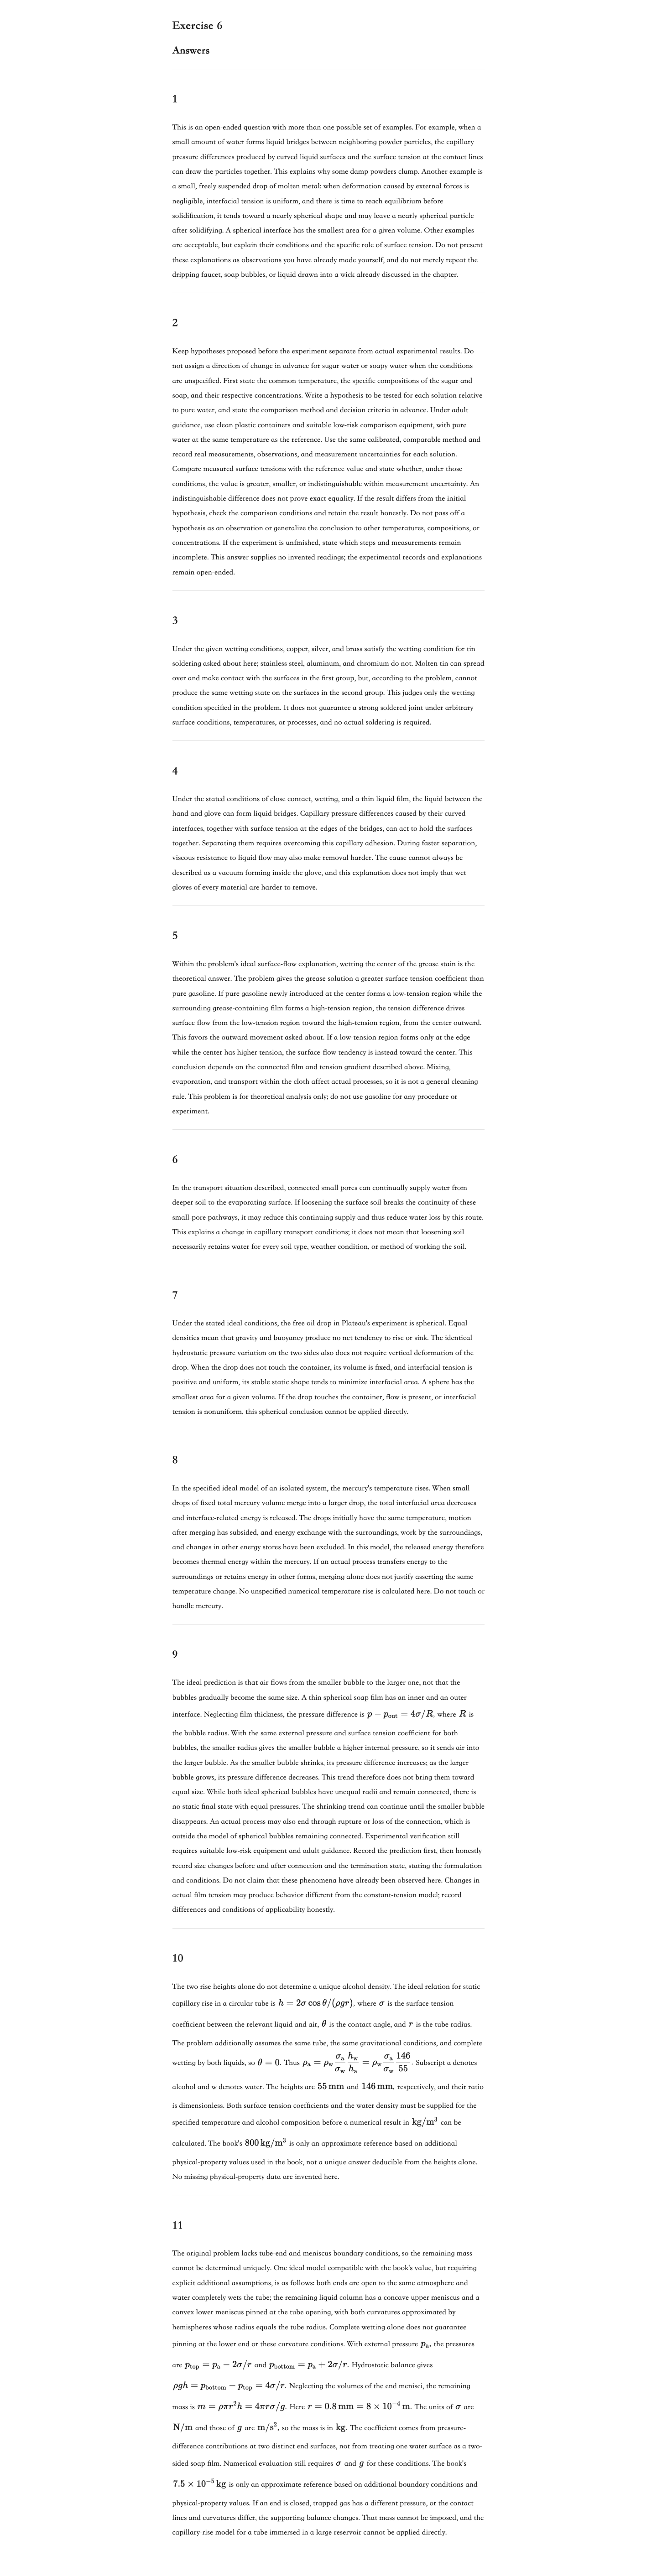 Exercise 6
Answers
1
This is an open-ended question with more than one possible set of examples. For example, when a
small amount of water forms liquid bridges between neighboring powder particles, the capillary
pressure differences produced by curved liquid surfaces and the surface tension at the contact lines
can draw the particles together. This explains why some damp powders clump. Another example is
a small, freely suspended drop of molten metal: when deformation caused by external forces is
negligible, interfacial tension is uniform, and there is time to reach equilibrium before
solidification, it tends toward a nearly spherical shape and may leave a nearly spherical particle
after solidifying. A spherical interface has the smallest area for a given volume. Other examples
are acceptable, but explain their conditions and the specific role of surface tension. Do not present
these explanations as observations you have already made yourself, and do not merely repeat the
dripping faucet, soap bubbles, or liquid drawn into a wick already discussed in the chapter.
2
Keep hypotheses proposed before the experiment separate from actual experimental results. Do
not assign a direction of change in advance for sugar water or soapy water when the conditions
are unspecified. First state the common temperature, the specific compositions of the sugar and
soap, and their respective concentrations. Write a hypothesis to be tested for each solution relative
to pure water, and state the comparison method and decision criteria in advance. Under adult
guidance, use clean plastic containers and suitable low-risk comparison equipment, with pure
water at the same temperature as the reference. Use the same calibrated, comparable method and
record real measurements, observations, and measurement uncertainties for each solution.
Compare measured surface tensions with the reference value and state whether, under those
conditions, the value is greater, smaller, or indistinguishable within measurement uncertainty. An
indistinguishable difference does not prove exact equality. If the result differs from the initial
hypothesis, check the comparison conditions and retain the result honestly. Do not pass off a
hypothesis as an observation or generalize the conclusion to other temperatures, compositions, or
concentrations. If the experiment is unfinished, state which steps and measurements remain
incomplete. This answer supplies no invented readings; the experimental records and explanations
remain open-ended.
3
Under the given wetting conditions, copper, silver, and brass satisfy the wetting condition for tin
soldering asked about here; stainless steel, aluminum, and chromium do not. Molten tin can spread
over and make contact with the surfaces in the first group, but, according to the problem, cannot
produce the same wetting state on the surfaces in the second group. This judges only the wetting
condition specified in the problem. It does not guarantee a strong soldered joint under arbitrary
surface conditions, temperatures, or processes, and no actual soldering is required.
4
Under the stated conditions of close contact, wetting, and a thin liquid film, the liquid between the
hand and glove can form liquid bridges. Capillary pressure differences caused by their curved
interfaces, together with surface tension at the edges of the bridges, can act to hold the surfaces
together. Separating them requires overcoming this capillary adhesion. During faster separation,
viscous resistance to liquid flow may also make removal harder. The cause cannot always be
described as a vacuum forming inside the glove, and this explanation does not imply that wet
gloves of every material are harder to remove.
5
Within the problem's ideal surface-flow explanation, wetting the center of the grease stain is the
theoretical answer. The problem gives the grease solution a greater surface tension coefficient than
pure gasoline. If pure gasoline newly introduced at the center forms a low-tension region while the
surrounding grease-containing film forms a high-tension region, the tension difference drives
surface flow from the low-tension region toward the high-tension region, from the center outward.
This favors the outward movement asked about. If a low-tension region forms only at the edge
while the center has higher tension, the surface-flow tendency is instead toward the center. This
conclusion depends on the connected film and tension gradient described above. Mixing,
evaporation, and transport within the cloth affect actual processes, so it is not a general cleaning
rule. This problem is for theoretical analysis only; do not use gasoline for any procedure or
experiment.
6
In the transport situation described, connected small pores can continually supply water from
deeper soil to the evaporating surface. If loosening the surface soil breaks the continuity of these
small-pore pathways, it may reduce this continuing supply and thus reduce water loss by this route.
This explains a change in capillary transport conditions; it does not mean that loosening soil
necessarily retains water for every soil type, weather condition, or method of working the soil.
7
Under the stated ideal conditions, the free oil drop in Plateau's experiment is spherical. Equal
densities mean that gravity and buoyancy produce no net tendency to rise or sink. The identical
hydrostatic pressure variation on the two sides also does not require vertical deformation of the
drop. When the drop does not touch the container, its volume is fixed, and interfacial tension is
positive and uniform, its stable static shape tends to minimize interfacial area. A sphere has the
smallest area for a given volume. If the drop touches the container, flow is present, or interfacial
tension is nonuniform, this spherical conclusion cannot be applied directly.
8
In the specified ideal model of an isolated system, the mercury's temperature rises. When small
drops of fixed total mercury volume merge into a larger drop, the total interfacial area decreases
and interface-related energy is released. The drops initially have the same temperature, motion
after merging has subsided, and energy exchange with the surroundings, work by the surroundings,
and changes in other energy stores have been excluded. In this model, the released energy therefore
becomes thermal energy within the mercury. If an actual process transfers energy to the
surroundings or retains energy in other forms, merging alone does not justify asserting the same
temperature change. No unspecified numerical temperature rise is calculated here. Do not touch or
handle mercury.
9
The ideal prediction is that air flows from the smaller bubble to the larger one, not that the
bubbles gradually become the same size. A thin spherical soap film has an inner and an outer
interface. Neglecting film thickness, the pressure difference is \(p - p_{\text{out}} = 4\sigma/R\), where \(R\) is
the bubble radius. With the same external pressure and surface tension coefficient for both
bubbles, the smaller radius gives the smaller bubble a higher internal pressure, so it sends air into
the larger bubble. As the smaller bubble shrinks, its pressure difference increases; as the larger
bubble grows, its pressure difference decreases. This trend therefore does not bring them toward
equal size. While both ideal spherical bubbles have unequal radii and remain connected, there is
no static final state with equal pressures. The shrinking trend can continue until the smaller bubble
disappears. An actual process may also end through rupture or loss of the connection, which is
outside the model of spherical bubbles remaining connected. Experimental verification still
requires suitable low-risk equipment and adult guidance. Record the prediction first, then honestly
record size changes before and after connection and the termination state, stating the formulation
and conditions. Do not claim that these phenomena have already been observed here. Changes in
actual film tension may produce behavior different from the constant-tension model; record
differences and conditions of applicability honestly.
10
The two rise heights alone do not determine a unique alcohol density. The ideal relation for static
capillary rise in a circular tube is \(h = 2\sigma\cos\theta/(\rho g r)\), where \(\sigma\) is the surface tension
coefficient between the relevant liquid and air, \(\theta\) is the contact angle, and \(r\) is the tube radius.
The problem additionally assumes the same tube, the same gravitational conditions, and complete
wetting by both liquids, so \(\theta = 0\). Thus \(\rho_{\text{a}} = \rho_{\text{w}}\frac{\sigma_{\text{a}}}{\sigma_{\text{w}}}\frac{h_{\text{w}}}{h_{\text{a}}} = \rho_{\text{w}}\frac{\sigma_{\text{a}}}{\sigma_{\text{w}}}\frac{146}{55}\). Subscript a denotes
alcohol and w denotes water. The heights are 55 mm and 146 mm, respectively, and their ratio
is dimensionless. Both surface tension coefficients and the water density must be supplied for the
specified temperature and alcohol composition before a numerical result in \(\text{kg/m}^3\) can be
calculated. The book's \(800\,\text{kg/m}^3\) is only an approximate reference based on additional
physical-property values used in the book, not a unique answer deducible from the heights alone.
No missing physical-property data are invented here.
11
The original problem lacks tube-end and meniscus boundary conditions, so the remaining mass
cannot be determined uniquely. One ideal model compatible with the book's value, but requiring
explicit additional assumptions, is as follows: both ends are open to the same atmosphere and
water completely wets the tube; the remaining liquid column has a concave upper meniscus and a
convex lower meniscus pinned at the tube opening, with both curvatures approximated by
hemispheres whose radius equals the tube radius. Complete wetting alone does not guarantee
pinning at the lower end or these curvature conditions. With external pressure \(p_{\text{a}}\), the pressures
are \(p_{\text{top}} = p_{\text{a}} - 2\sigma/r\) and \(p_{\text{bottom}} = p_{\text{a}} + 2\sigma/r\). Hydrostatic balance gives
\(\rho g h = p_{\text{bottom}} - p_{\text{top}} = 4\sigma/r\). Neglecting the volumes of the end menisci, the remaining
mass is \(m = \rho\pi r^2 h = 4\pi r\sigma/g\). Here \(r = 0.8\,\text{mm} = 8 \times 10^{-4}\,\text{m}\). The units of \(\sigma\) are
N/m and those of \(g\) are \(\text{m/s}^2\), so the mass is in kg. The coefficient comes from pressure-
difference contributions at two distinct end surfaces, not from treating one water surface as a two-
sided soap film. Numerical evaluation still requires \(\sigma\) and \(g\) for these conditions. The book's
\(7.5 \times 10^{-5}\,\text{kg}\) is only an approximate reference based on additional boundary conditions and
physical-property values. If an end is closed, trapped gas has a different pressure, or the contact
lines and curvatures differ, the supporting balance changes. That mass cannot be imposed, and the
capillary-rise model for a tube immersed in a large reservoir cannot be applied directly.